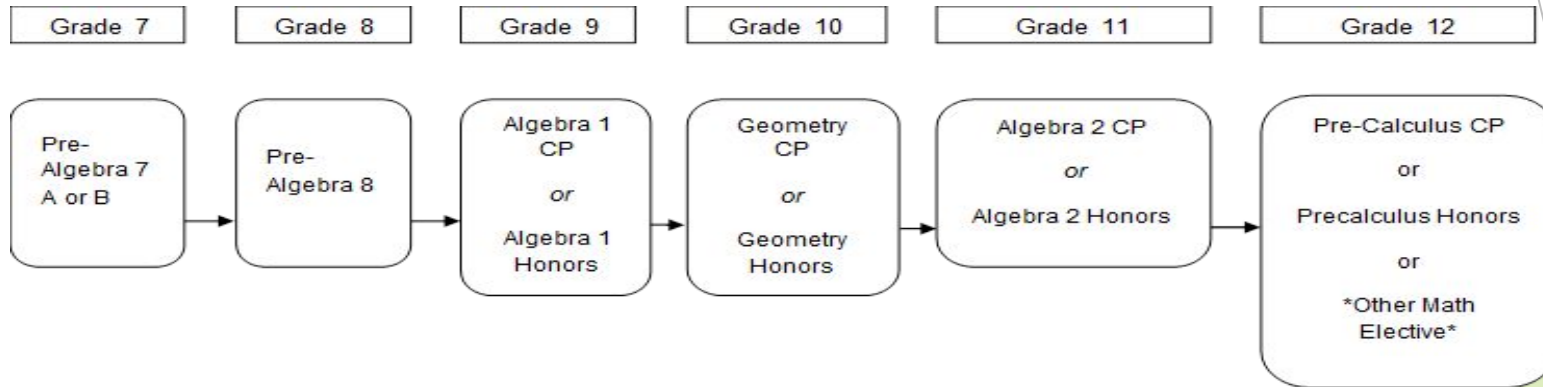 Grade 7
Grade 8
Grade 9
Grade 10
Grade 11
Grade 12
Pre-
Algebra 7
A or B
Pre-
Algebra 8
Algebra 1
CP
or
Algebra 1
Honors
Geometry
CP
or
Geometry
Honors
Algebra 2 CP
or
Algebra 2 Honors
Pre-Calculus CP
or
Precalculus Honors
or
*Other Math
Elective*